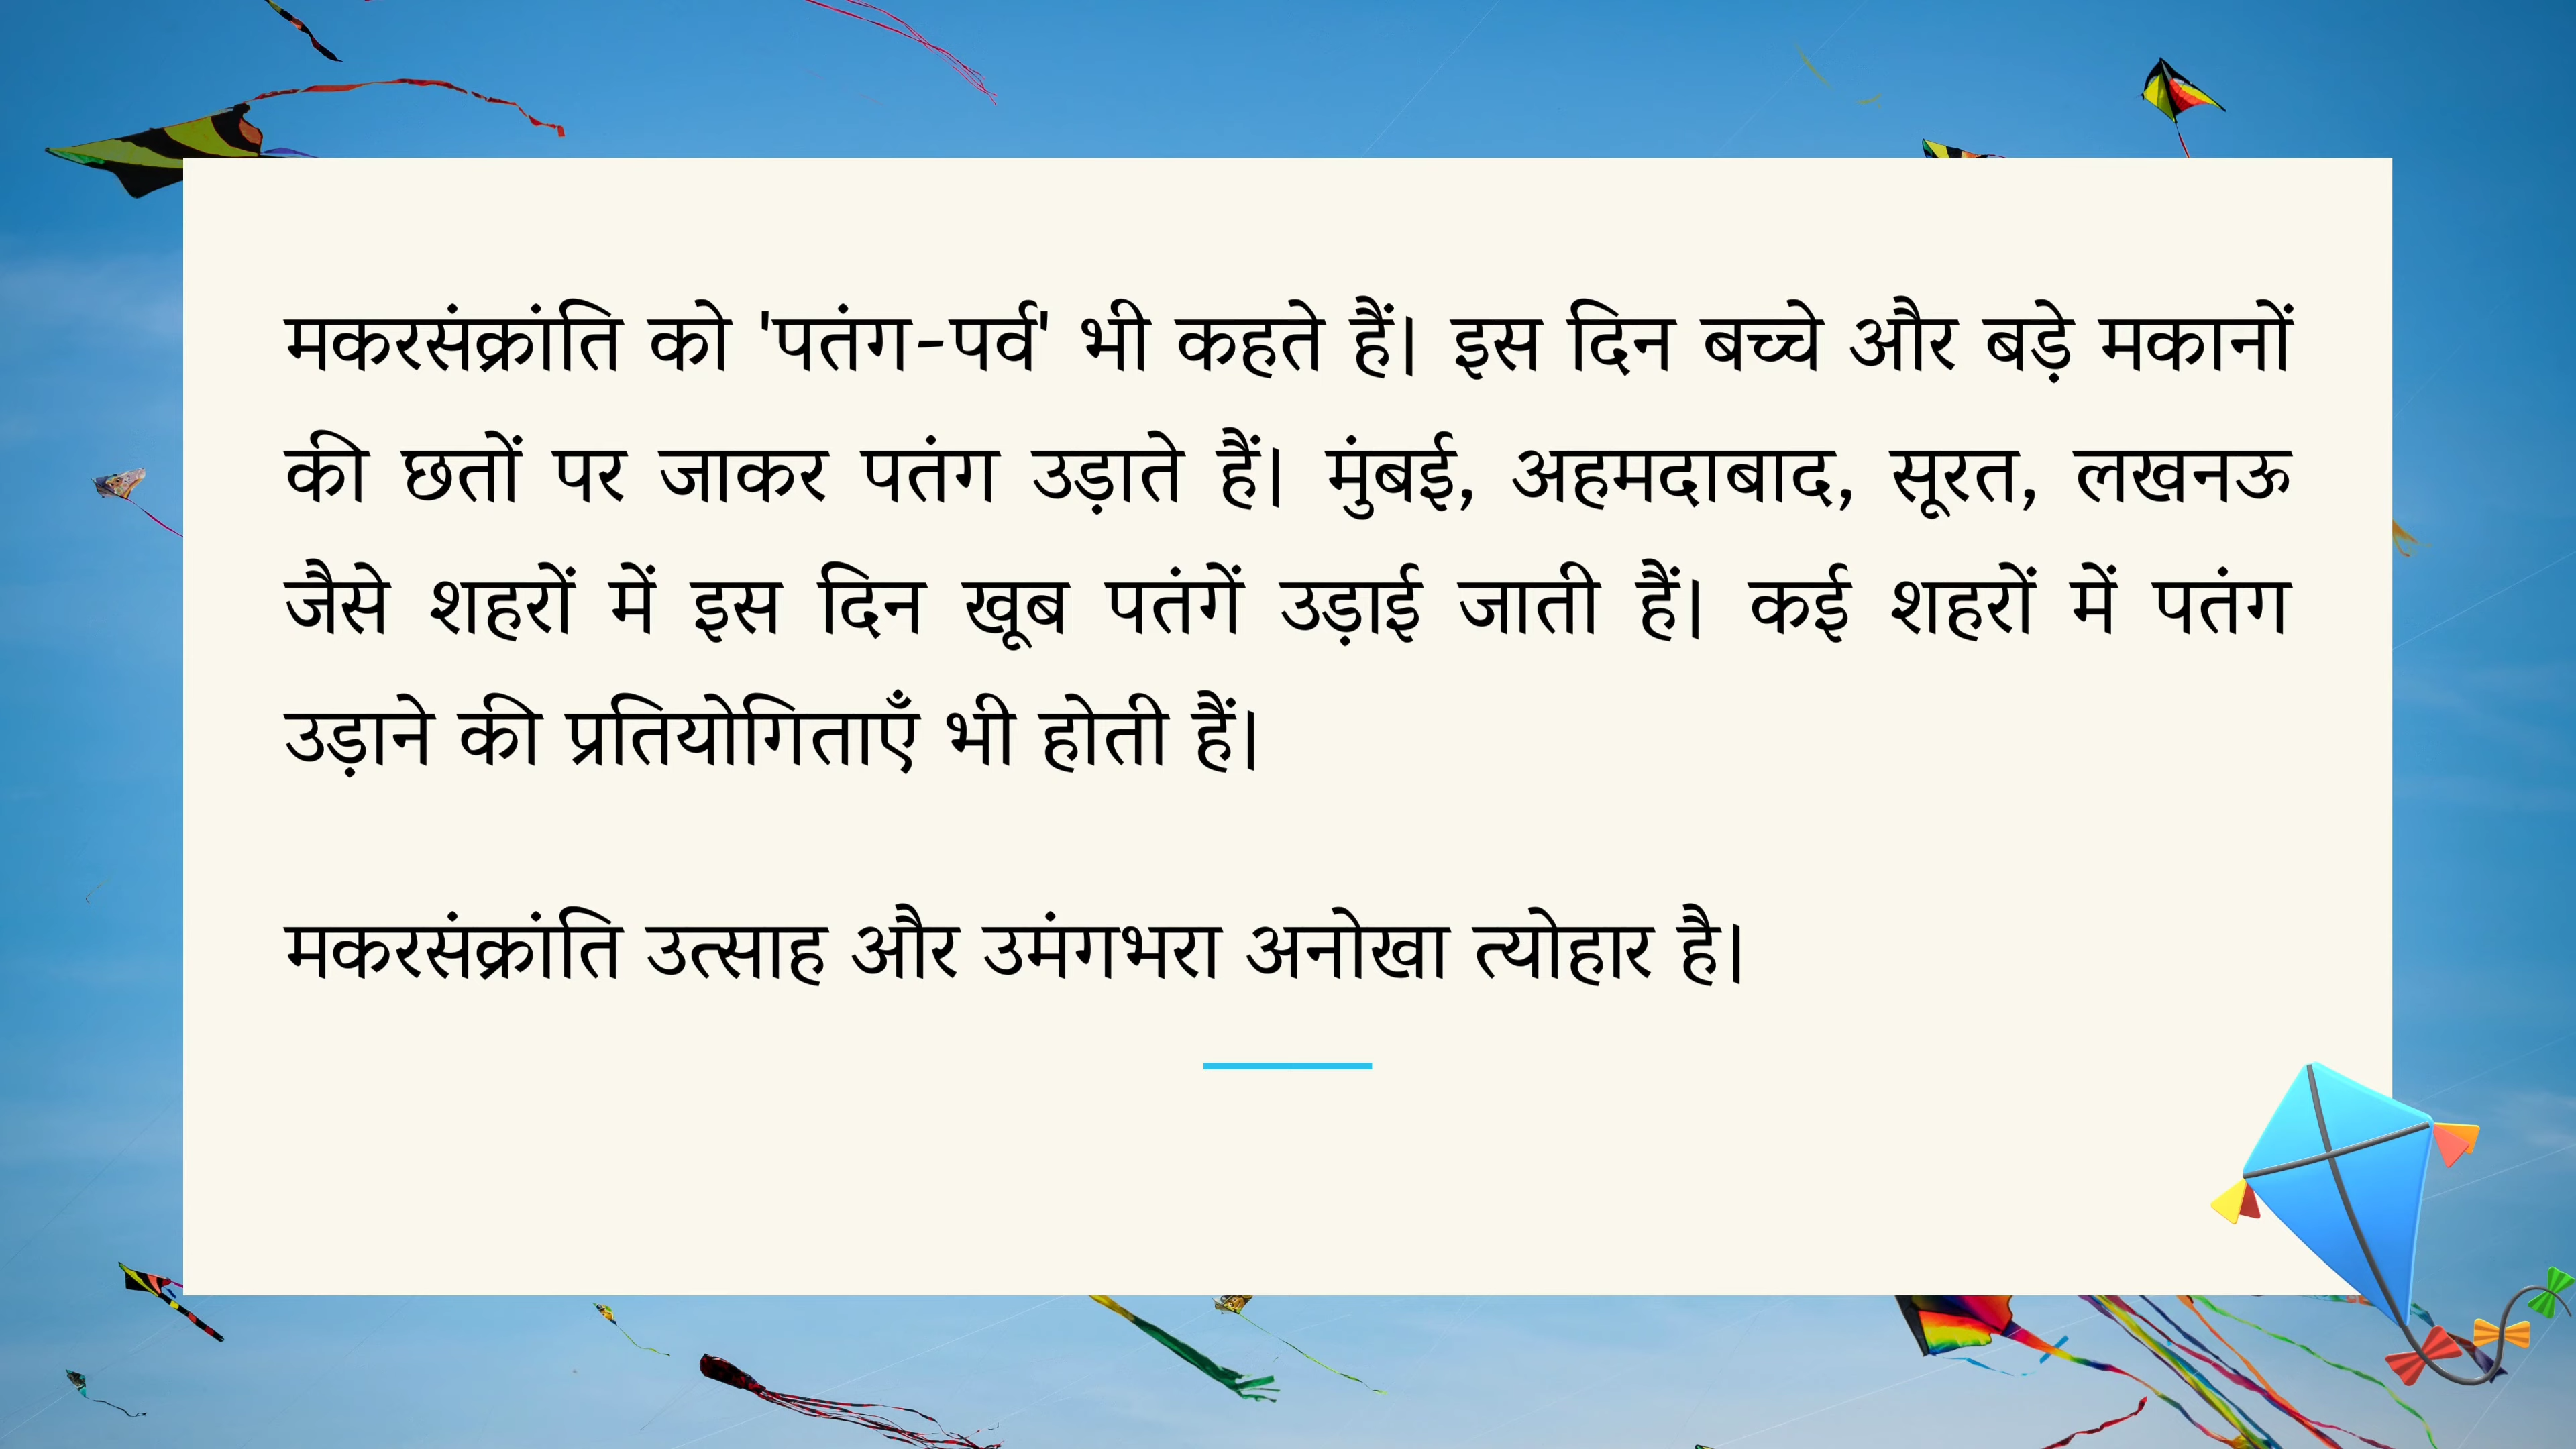 मकरसंक्रांति को 'पतंग-पर्व' भी कहते हैं। इस दिन बच्चे और बड़े मकानों
की छतों पर जाकर पतंग उड़ाते हैं। मुंबई, अहमदाबाद, सूरत, लखनऊ
जैसे शहरों में इस दिन खूब पतंगें उड़ाई जाती हैं। कई शहरों में पतंग
उड़ाने की प्रतियोगिताएँ भी होती हैं।
मकरसंक्रांति उत्साह और उमंगभरा अनोखा त्योहार है।